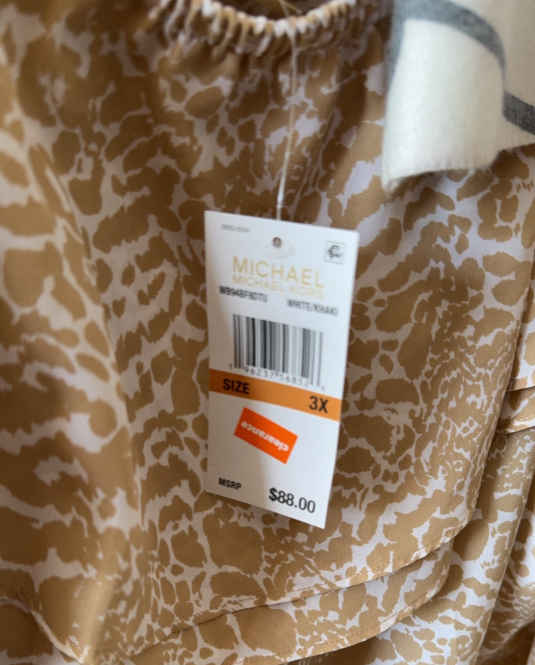 MICHAEL
MICHAEL KORS
WHITE/KHAKI
SIZE
3X
clearance
MSRP
$88.00